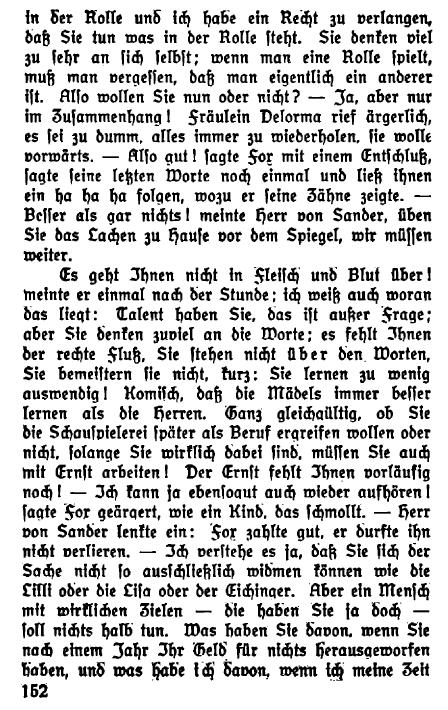 in der Rolle und ich habe ein Recht zu verlangen,
daß Sie tun was in der Rolle steht. Sie denken viel
zu sehr an sich selbst; wenn man eine Rolle spielt,
muß man vergessen, daß man eigentlich ein anderer
ist. Also wollen Sie nun oder nicht? — Ja, aber nur
im Zusammenhang! Fräulein Delorma rief ärgerlich,
es sei zu dumm, alles immer zu wiederholen, sie wolle
vorwärts. — Also gut! sagte Fox mit einem Entschluß,
sagte seine letzten Worte noch einmal und ließ ihnen
ein ha ha ha folgen, wozu er seine Zähne zeigte. —
Besser als gar nichts! meinte Herr von Sander, üben
Sie das Lachen zu Hause vor dem Spiegel, wir müssen
weiter.
Es geht Ihnen nicht in Fleisch und Blut über!
meinte er einmal nach der Stunde; ich weiß auch woran
das liegt: Talent haben Sie, das ist außer Frage;
aber Sie denken zuviel an die Worte; es fehlt Ihnen
der rechte Fluß, Sie stehen nicht über den Worten,
Sie bemeistern sie nicht, kurz: Sie lernen zu wenig
auswendig! Komisch, daß die Mädels immer besser
lernen als die Herren. Ganz gleichgültig, ob Sie
die Schauspielerei später als Beruf ergreifen wollen oder
nicht, solange Sie wirklich dabei sind, müssen Sie auch
mit Ernst arbeiten! Der Ernst fehlt Ihnen vorläufig
noch! — Ich kann ja ebensogut auch wieder aufhören!
sagte Fox geärgert, wie ein Kind, das schmollt. — Herr
von Sander lenkte ein: Fox zahlte gut, er durfte ihn
nicht verlieren. — Ich verstehe es ja, daß Sie sich der
Sache nicht so ausschließlich widmen können wie die
Lilli oder die Lisa oder der Eichinger. Aber ein Mensch
mit wirklichen Zielen — die haben Sie ja doch —
soll nichts halb tun. Was haben Sie davon, wenn Sie
nach einem Jahr Ihr Geld für nichts herausgeworfen
haben, und was habe ich davon, wenn ich meine Zeit
152